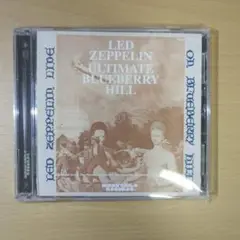 LED
ZEPPELIN
ULTIMATE
BLUEBERRY
HILL
LED ZEPPELIN LIVE
ON BLUEBERRY HILL